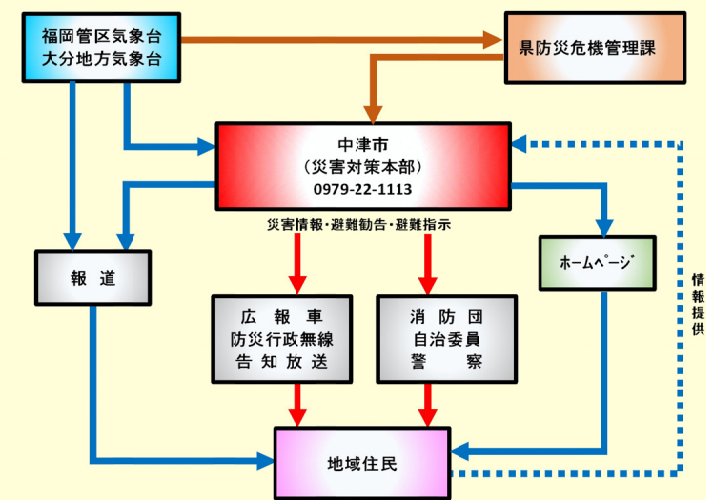 福岡管区気象台
大分地方気象台
県防災危機管理課
中津市
(災害対策本部)
0979-22-1113
災害情報・避難勧告・避難指示
報道
ホームページ
広報車
防災行政無線
告知放送
消防団
自治委員
警察
情報提供
地域住民